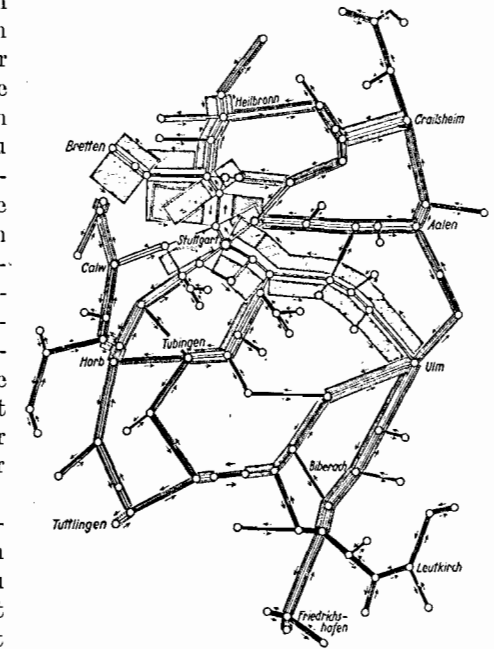 Heilbronn
Crailsheim
Bretten
Stuttgart
Aalen
Calw
Tübingen
Horb
Ulm
Biberach
Tuttlingen
Leutkirch
Friedrichs-
hafen